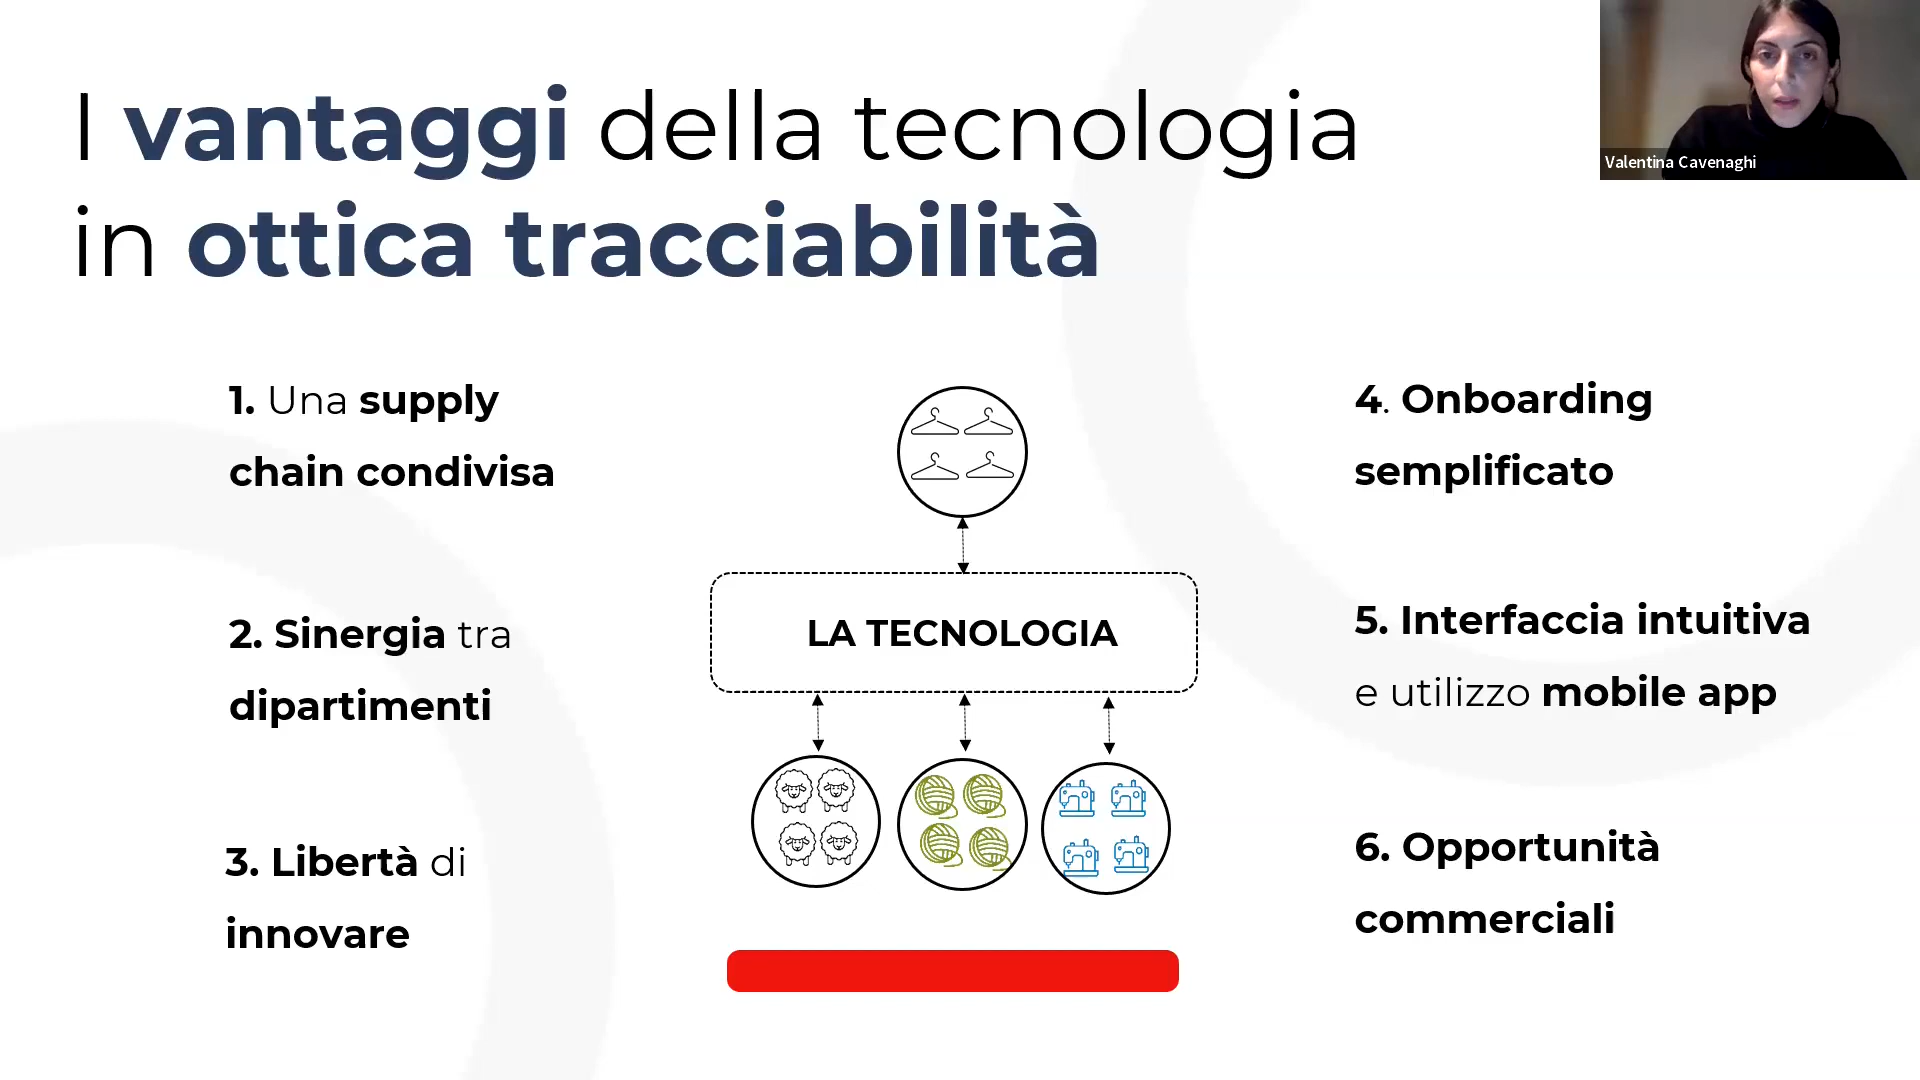 I vantaggi della tecnologia
in ottica tracciabilità
Valentina Cavenaghi
1. Una supply
chain condivisa
2. Sinergia tra
dipartimenti
3. Libertà di
innovare
LA TECNOLOGIA
4. Onboarding
semplificato
5. Interfaccia intuitiva
e utilizzo mobile app
6. Opportunità
commerciali